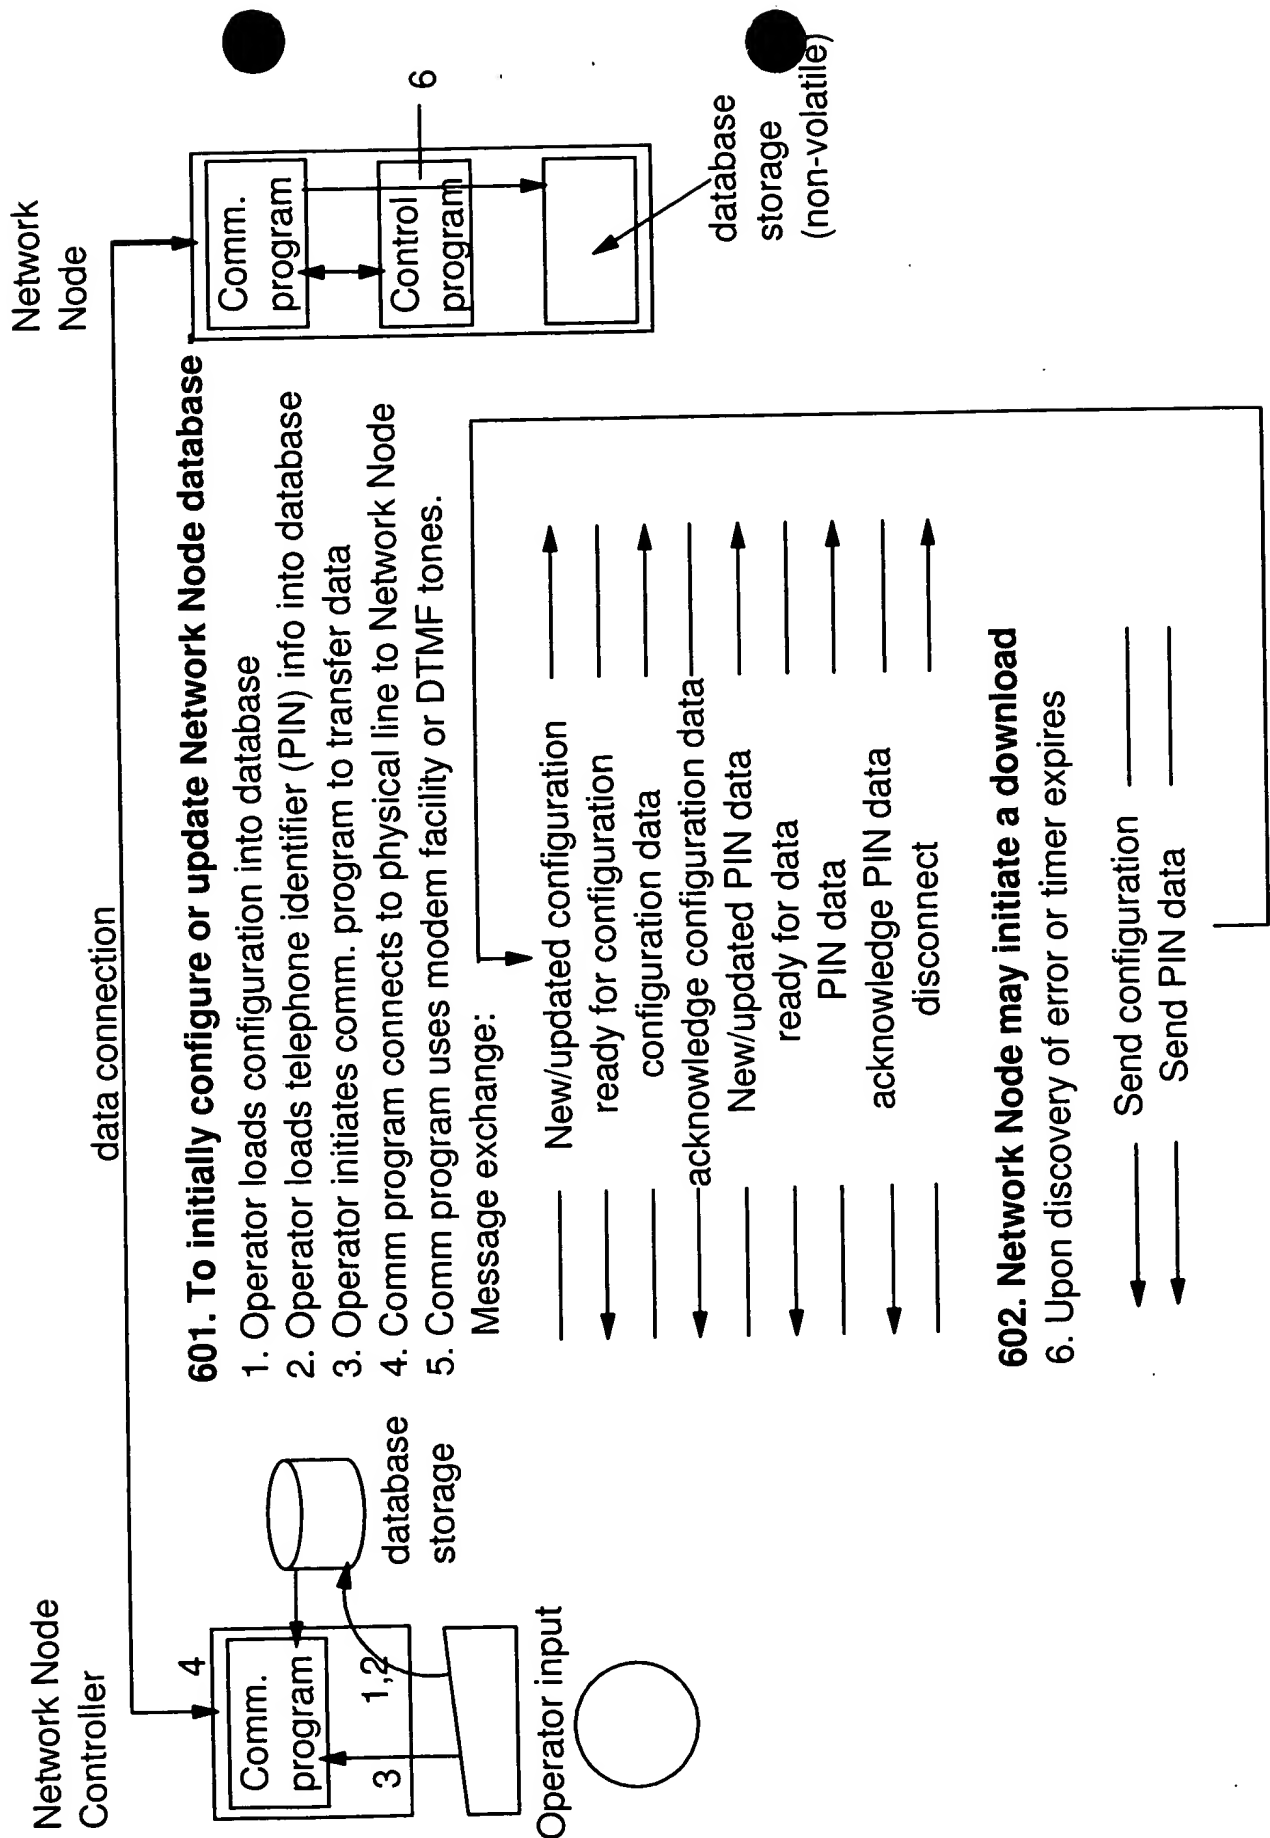 Network Node
Controller
4
Comm.
program
3
1,2
Operator input
database
storage
data connection
601. To initially configure or update Network Node database
1. Operator loads configuration into database
2. Operator loads telephone identifier (PIN) info into database
3. Operator initiates comm. program to transfer data
4. Comm program connects to physical line to Network Node
5. Comm program uses modem facility or DTMF tones.
Message exchange:
New/updated configuration
ready for configuration
configuration data
acknowledge configuration data
New/updated PIN data
ready for data
PIN data
acknowledge PIN data
disconnect
602. Network Node may initiate a download
6. Upon discovery of error or timer expires
Send configuration
Send PIN data
Network
Node
Comm.
program
Control
program
6
database
storage
(non-volatile)